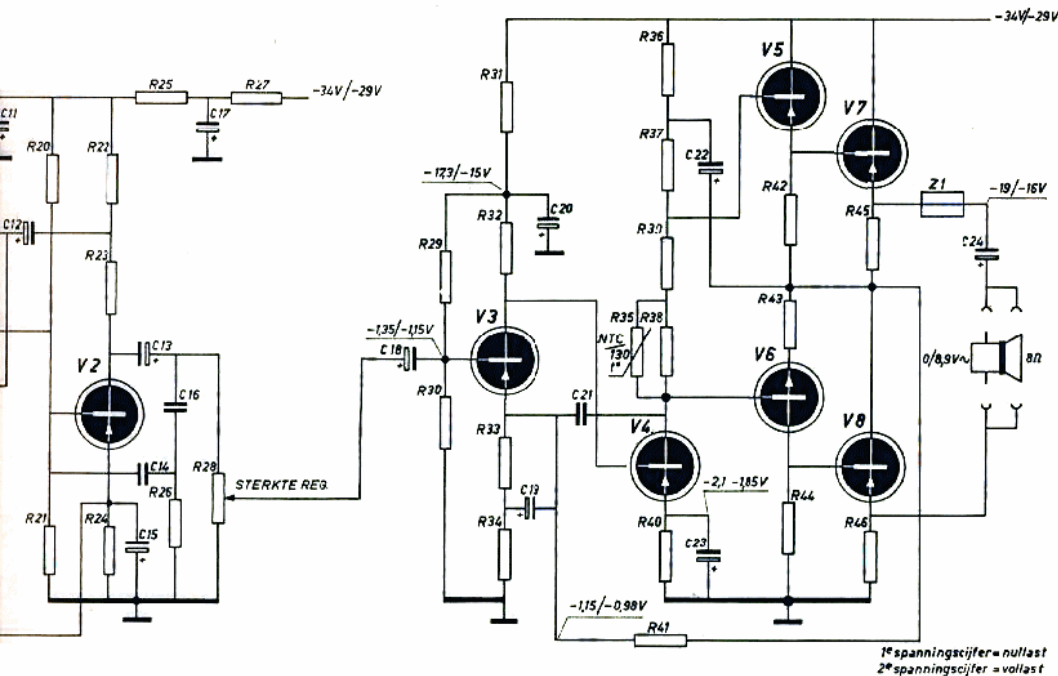 -34V/-29V
R36
V5
R31
V7
R25
R27
-34V/-29V
C11
C17
R20
R22
R37
C22
-17,3/-15V
R42
Z1
-19/-16V
C12
R32
C20
R45
R29
R39
C24
R23
R43
V3
R35
R38
-1,35/-1,15V
NTC
130
t°
C13
C18
V6
0/8,9V~
8Ω
V2
R30
C16
C21
V4
V8
R33
C14
R28
STERKTE REG.
-2,1 -1,85V
R26
C19
R44
R21
R24
C15
R34
R40
C23
R46
-1,15/-0,98V
R41
1e spanningscijfer = nullast
2e spanningscijfer = vollast